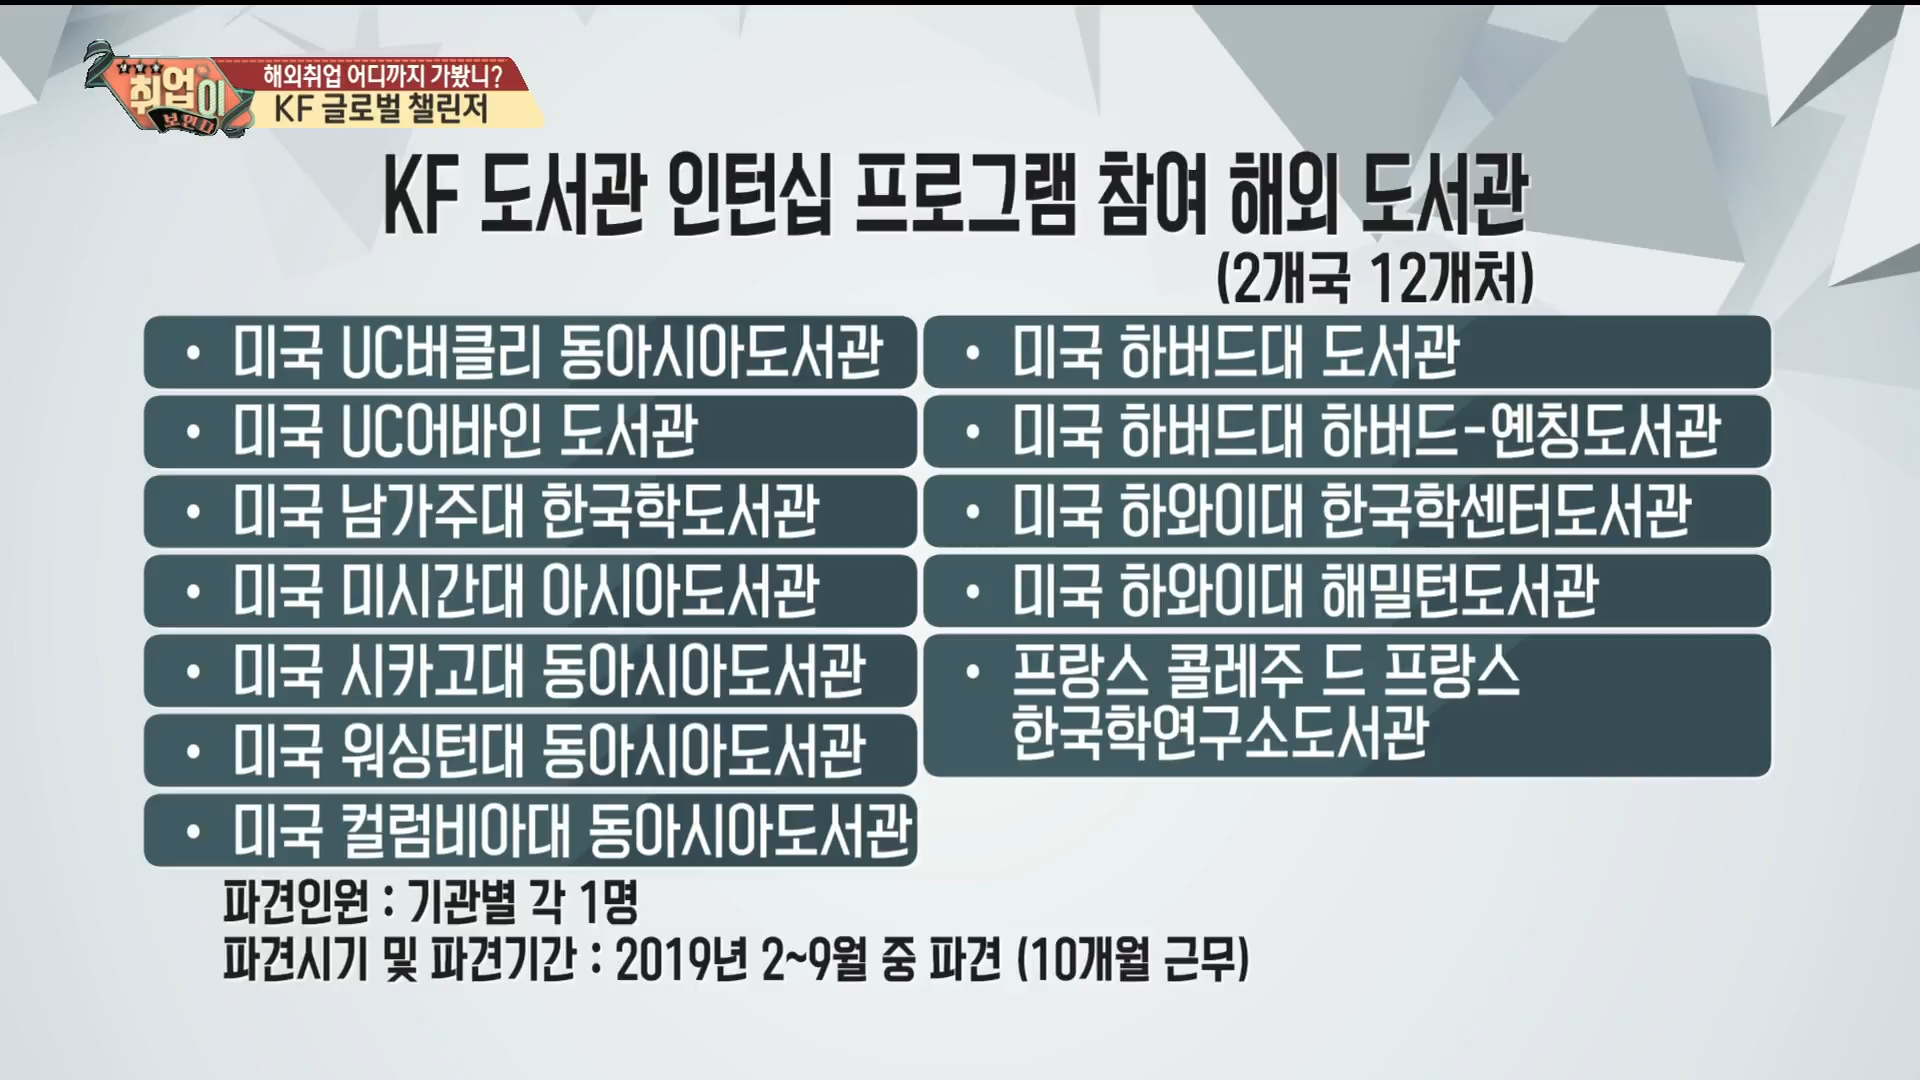 취업이
보인다
해외취업 어디까지 가봤니?
KF 글로벌 챌린저
KF 도서관 인턴십 프로그램 참여 해외 도서관
(2개국 12개처)
• 미국 UC버클리 동아시아도서관
• 미국 UC어바인 도서관
• 미국 남가주대 한국학도서관
• 미국 미시간대 아시아도서관
• 미국 시카고대 동아시아도서관
• 미국 워싱턴대 동아시아도서관
• 미국 컬럼비아대 동아시아도서관
• 미국 하버드대 도서관
• 미국 하버드대 하버드-옌칭도서관
• 미국 하와이대 한국학센터도서관
• 미국 하와이대 해밀턴도서관
• 프랑스 콜레주 드 프랑스
한국학연구소도서관
파견인원 : 기관별 각 1명
파견시기 및 파견기간 : 2019년 2~9월 중 파견 (10개월 근무)